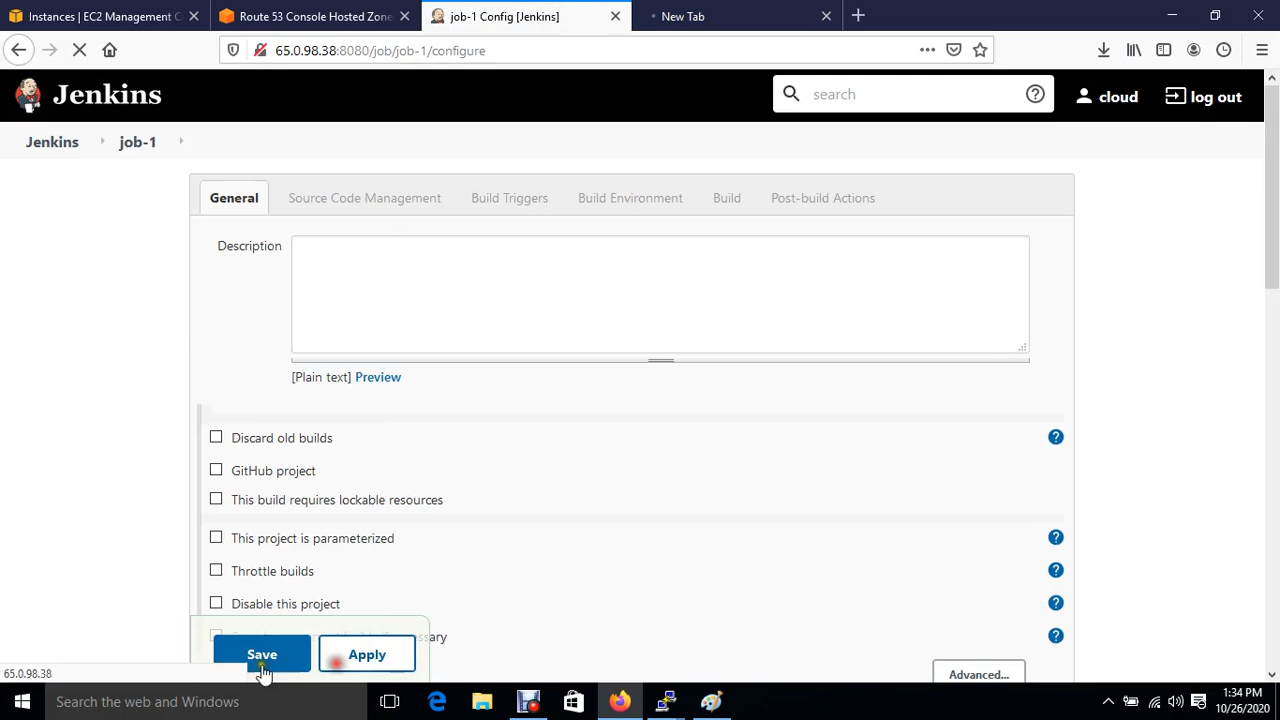 Instances | EC2 Management C
Route 53 Console Hosted Zone
job-1 Config [Jenkins]
New Tab
65.0.98.38:8080/job/job-1/configure
Jenkins
search
cloud
log out
Jenkins
job-1
General
Source Code Management
Build Triggers
Build Environment
Build
Post-build Actions
Description
[Plain text] Preview
Discard old builds
GitHub project
This build requires lockable resources
This project is parameterized
Throttle builds
Disable this project
Save
Apply
Advanced...
65.0.98.38
Search the web and Windows
1:34 PM
10/26/2020